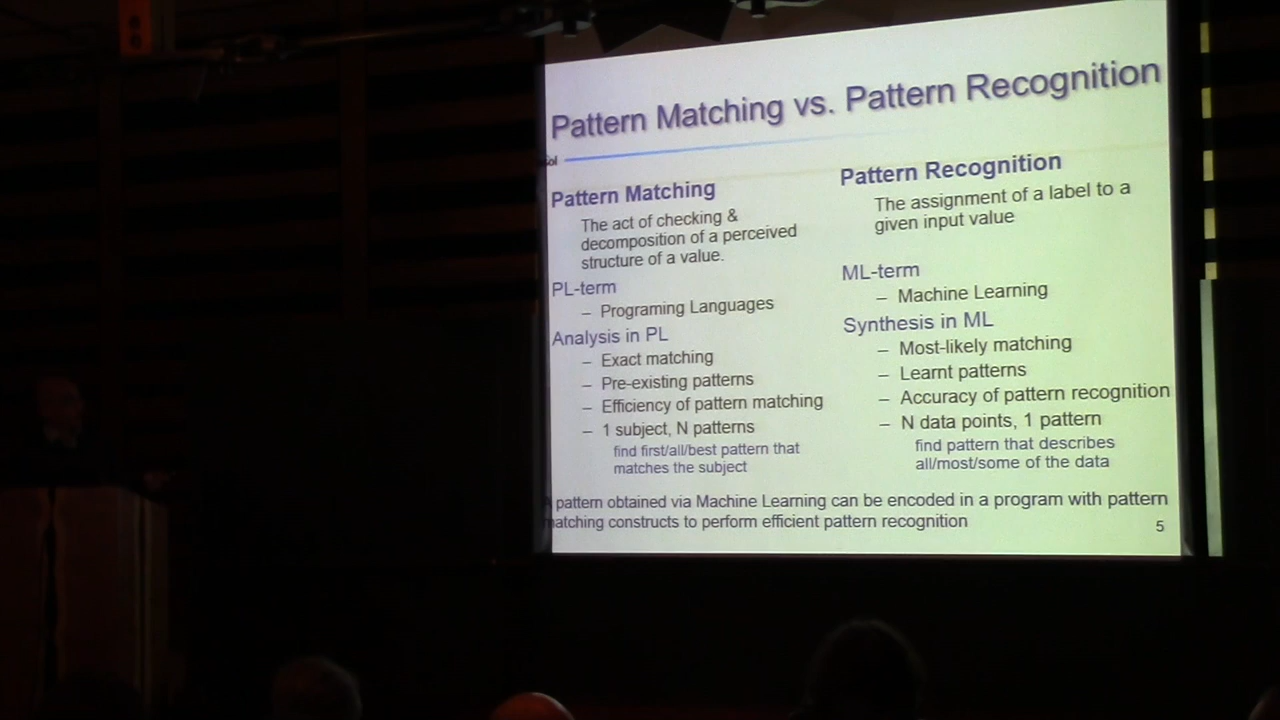 Pattern Matching vs. Pattern Recognition
Pattern Matching
The act of checking &
decomposition of a perceived
structure of a value.
PL-term
– Programing Languages
Analysis in PL
– Exact matching
– Pre-existing patterns
– Efficiency of pattern matching
– 1 subject, N patterns
find first/all/best pattern that
matches the subject
Pattern Recognition
The assignment of a label to a
given input value
ML-term
– Machine Learning
Synthesis in ML
– Most-likely matching
– Learnt patterns
– Accuracy of pattern recognition
– N data points, 1 pattern
find pattern that describes
all/most/some of the data
pattern obtained via Machine Learning can be encoded in a program with pattern
matching constructs to perform efficient pattern recognition
5